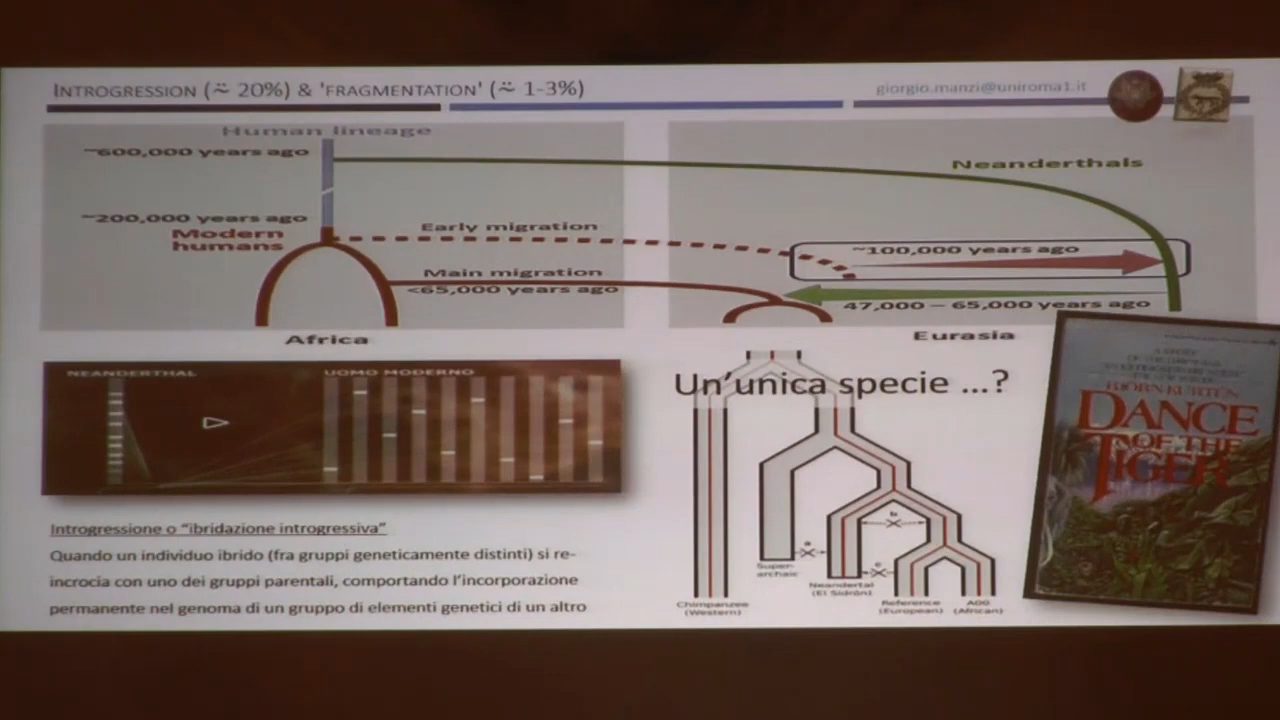 INTROGRESSION (≈ 20%) & 'FRAGMENTATION' (≈ 1-3%)
giorgio.manzi@uniroma1.it
Human lineage
~600,000 years ago
Neanderthals
~200,000 years ago
Modern
humans
Early migration
~100,000 years ago
Main migration
<65,000 years ago
47,000 – 65,000 years ago
Africa
Eurasia
NEANDERTHAL
UOMO MODERNO
Un'unica specie ...?
BJÖRN KURTÉN
DANCE
OF THE
TIGER
Introgressione o "ibridazione introgressiva"
Quando un individuo ibrido (fra gruppi geneticamente distinti) si re-
incrocia con uno dei gruppi parentali, comportando l'incorporazione
permanente nel genoma di un gruppo di elementi genetici di un altro
a
b
c
Super-
archaic
Neandertal
(El Sidrón)
Chimpanzee
(Western)
Reference
(European)
A00
(African)